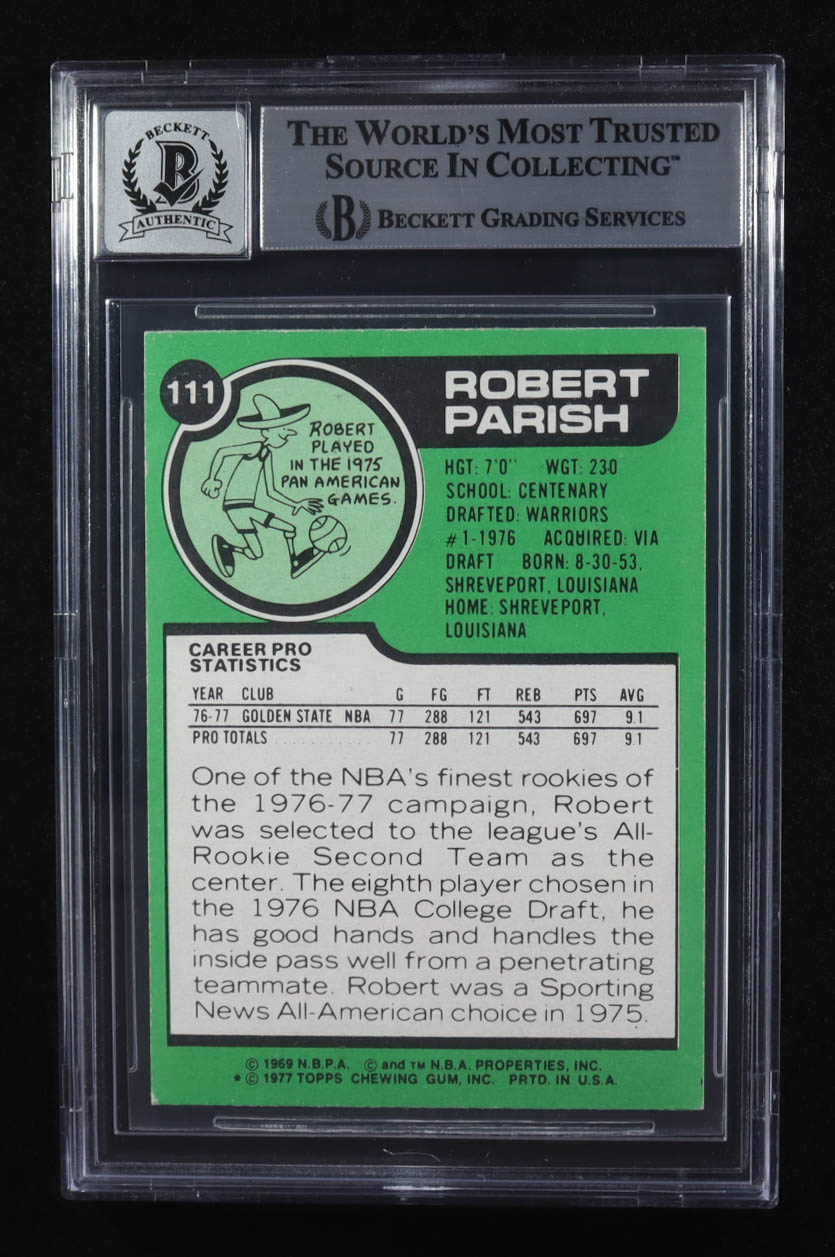 BECKETT
B
AUTHENTIC
THE WORLD'S MOST TRUSTED
SOURCE IN COLLECTING™
B BECKETT GRADING SERVICES
111
ROBERT
PARISH
ROBERT
PLAYED
IN THE 1975
PAN AMERICAN
GAMES.
HGT: 7'0'' WGT: 230
SCHOOL: CENTENARY
DRAFTED: WARRIORS
#1-1976 ACQUIRED: VIA
DRAFT BORN: 8-30-53,
SHREVEPORT, LOUISIANA
HOME: SHREVEPORT,
LOUISIANA
CAREER PRO
STATISTICS
YEAR CLUB G FG FT REB PTS AVG
76-77 GOLDEN STATE NBA 77 288 121 543 697 9.1
PRO TOTALS . . . . . . . . . . . 77 288 121 543 697 9.1
One of the NBA's finest rookies of
the 1976-77 campaign, Robert
was selected to the league's All-
Rookie Second Team as the
center. The eighth player chosen in
the 1976 NBA College Draft, he
has good hands and handles the
inside pass well from a penetrating
teammate. Robert was a Sporting
News All-American choice in 1975.
© 1969 N.B.P.A. © and TM N.B.A. PROPERTIES, INC.
* © 1977 TOPPS CHEWING GUM, INC. PRTD. IN U.S.A.